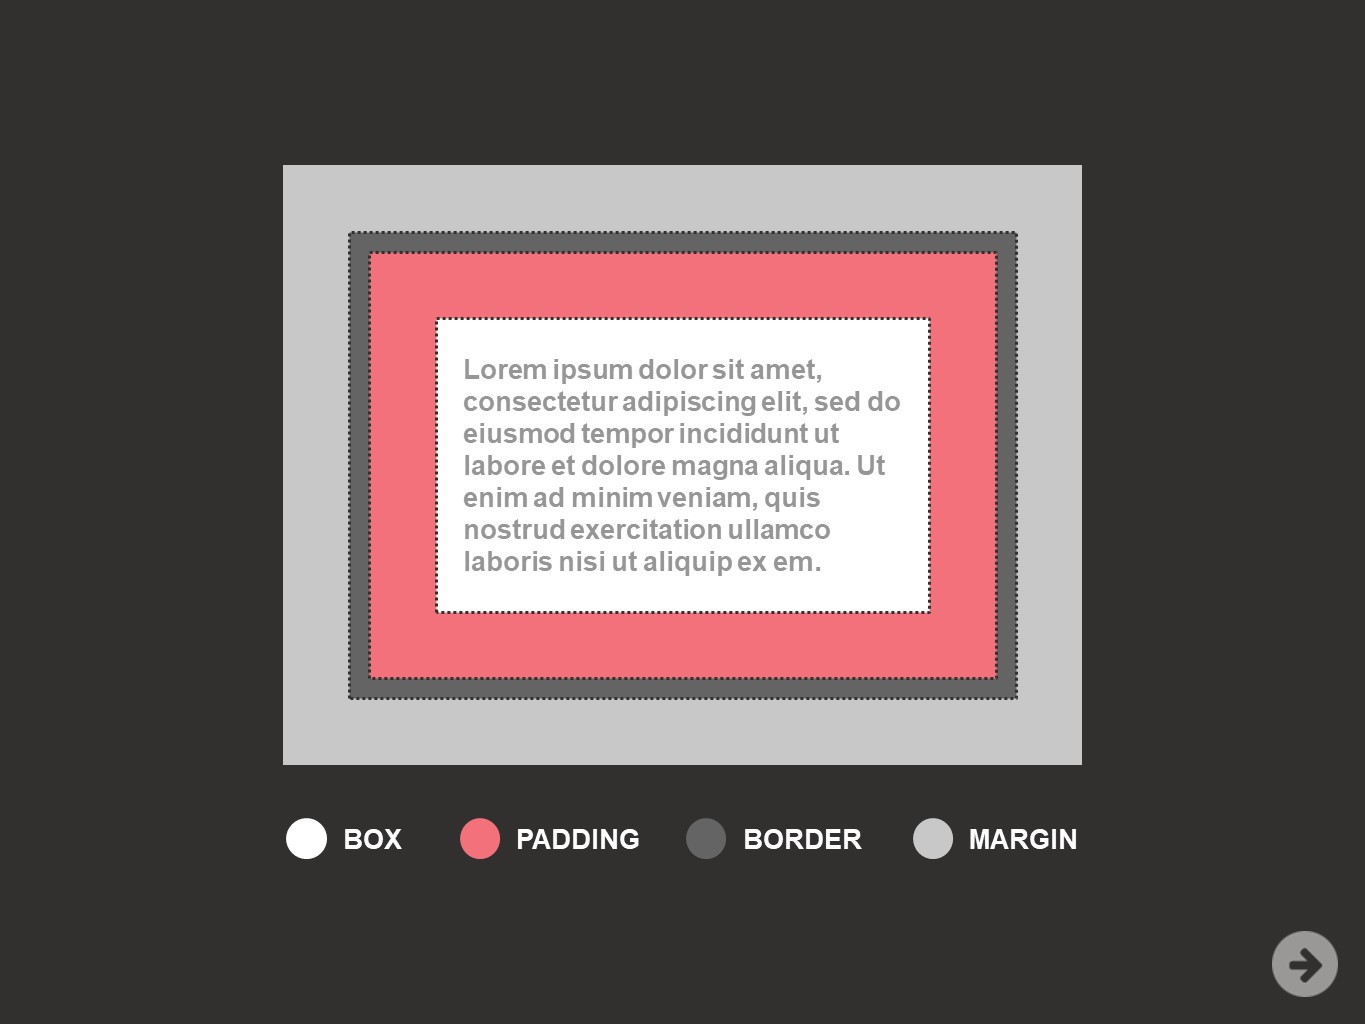 Lorem ipsum dolor sit amet,
consectetur adipiscing elit, sed do
eiusmod tempor incididunt ut
labore et dolore magna aliqua. Ut
enim ad minim veniam, quis
nostrud exercitation ullamco
laboris nisi ut aliquip ex em.
BOX PADDING BORDER MARGIN